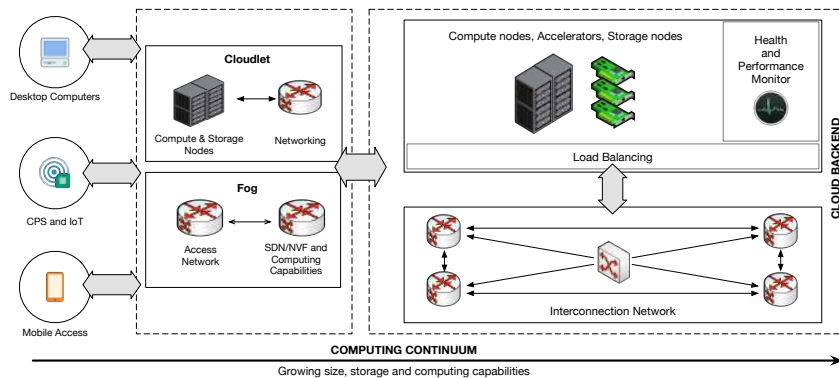 Desktop Computers
CPS and IoT
Mobile Access
Cloudlet
Compute & Storage
Nodes
Networking
Fog
Access
Network
SDN/NVF and
Computing
Capabilities
Compute nodes, Accelerators, Storage nodes
Health
and
Performance
Monitor
Load Balancing
CLOUD BACKEND
Interconnection Network
COMPUTING CONTINUUM
Growing size, storage and computing capabilities